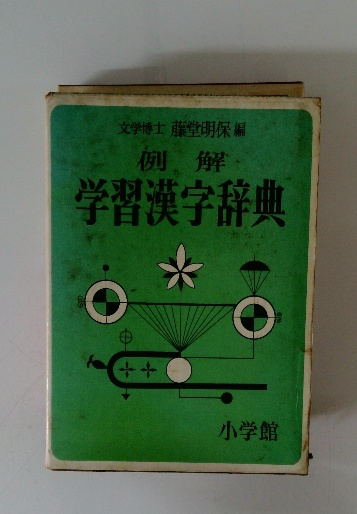 文学博士 藤堂明保 編
例解
学習漢字辞典
小学館